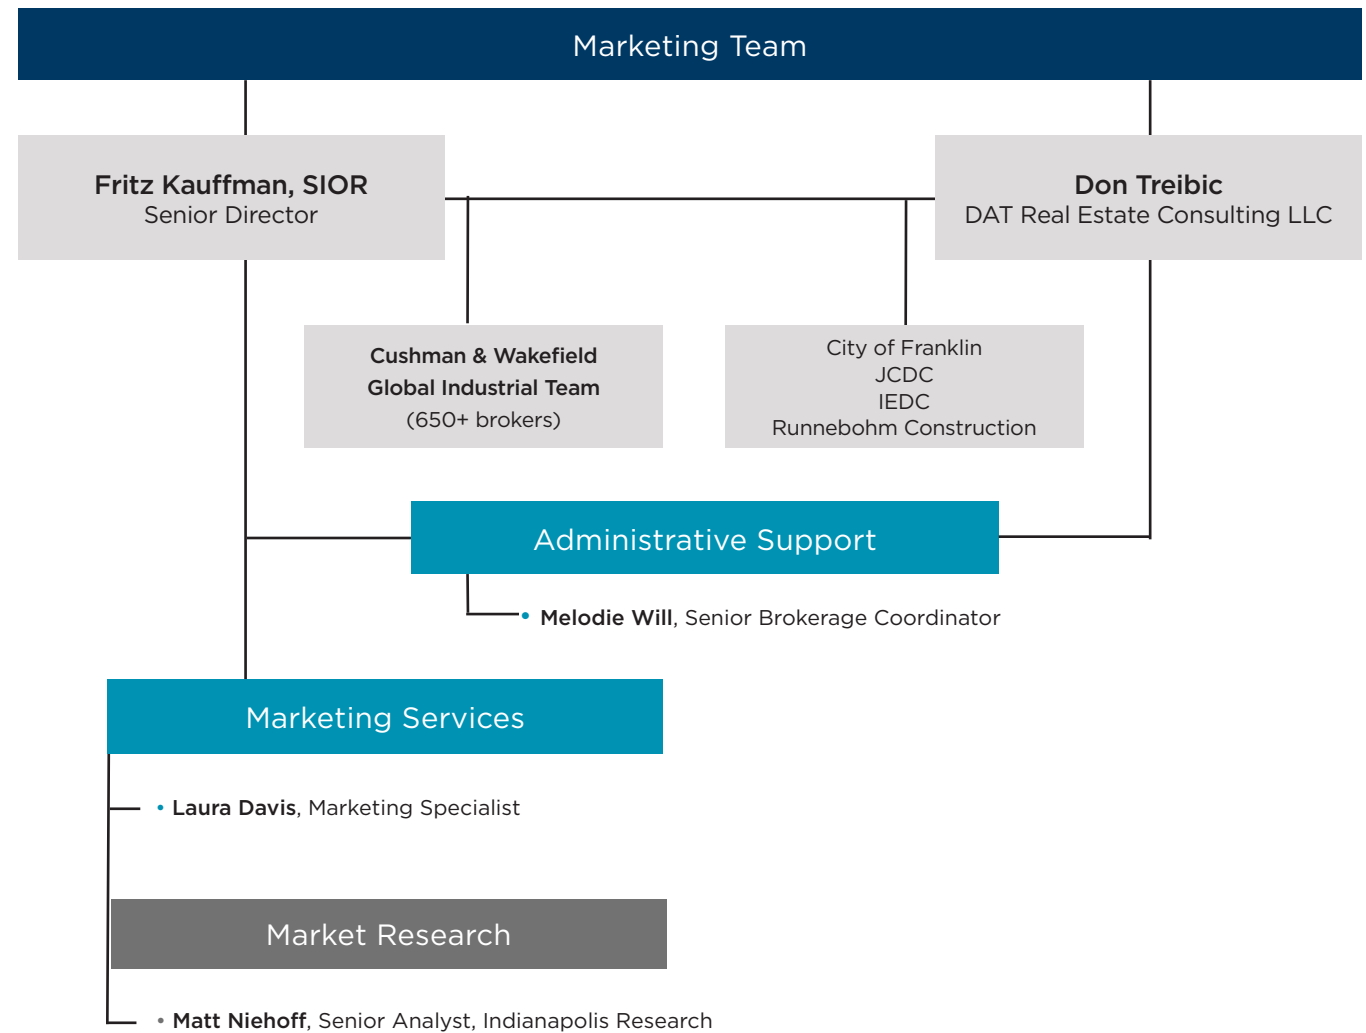 Marketing Team
Fritz Kauffman, SIOR
Senior Director
Don Treibic
DAT Real Estate Consulting LLC
Cushman & Wakefield
Global Industrial Team
(650+ brokers)
City of Franklin
JCDC
IEDC
Runnebohm Construction
Administrative Support
• Melodie Will, Senior Brokerage Coordinator
Marketing Services
• Laura Davis, Marketing Specialist
Market Research
• Matt Niehoff, Senior Analyst, Indianapolis Research